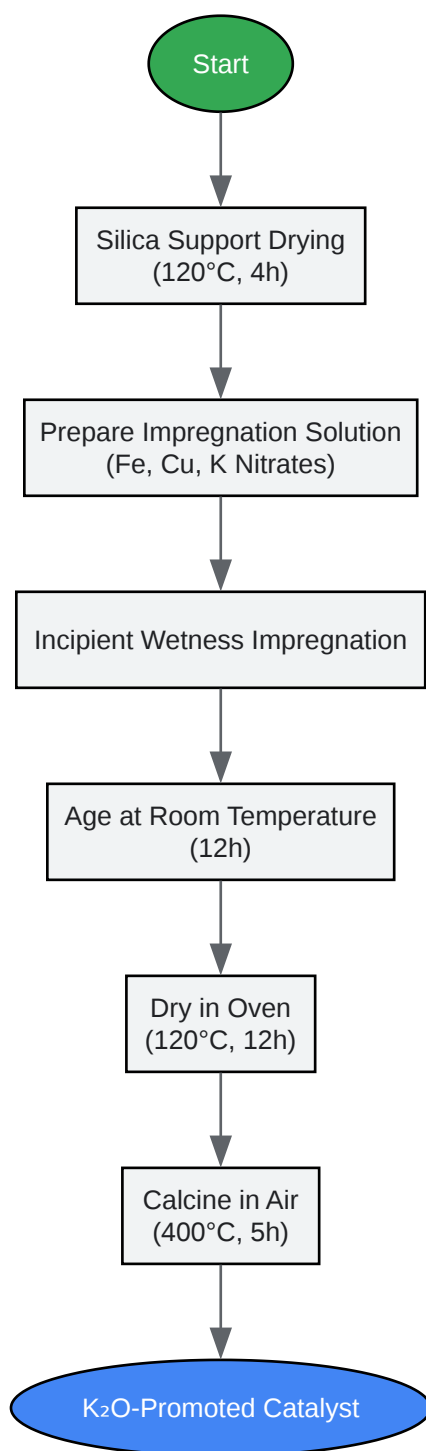 Start
Silica Support Drying
(120°C, 4h)
Prepare Impregnation Solution
(Fe, Cu, K Nitrates)
Incipient Wetness Impregnation
Age at Room Temperature
(12h)
Dry in Oven
(120°C, 12h)
Calcine in Air
(400°C, 5h)
K₂O-Promoted Catalyst